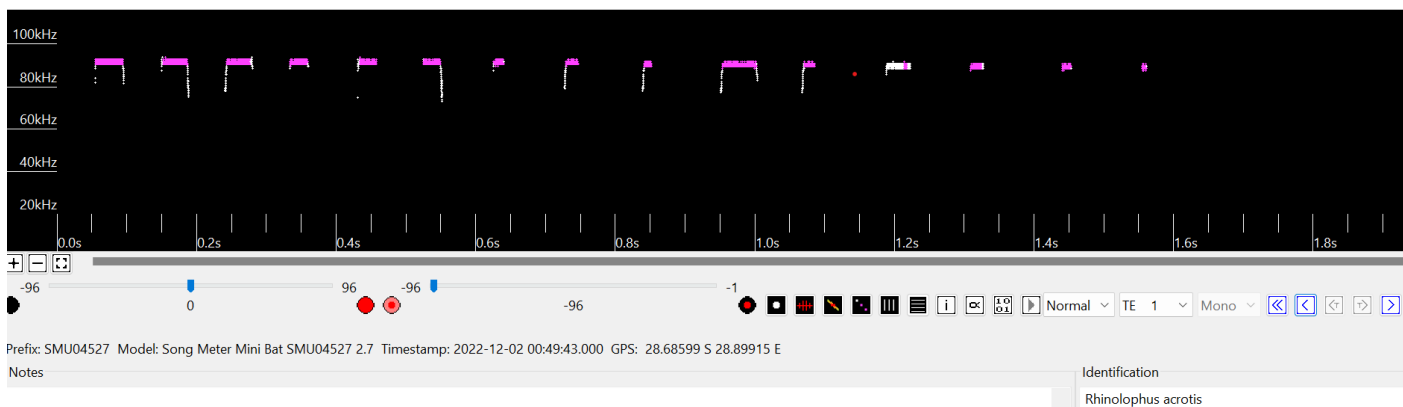 100kHz
80kHz
60kHz
40kHz
20kHz
0.0s 0.2s 0.4s 0.6s 0.8s 1.0s 1.2s 1.4s 1.6s 1.8s
-96 96 -96 -1
0 -96
i α 10 01 Normal TE 1 Mono <T T>
Prefix: SMU04527 Model: Song Meter Mini Bat SMU04527 2.7 Timestamp: 2022-12-02 00:49:43.000 GPS: 28.68599 S 28.89915 E
Notes Identification
Rhinolophus acrotis